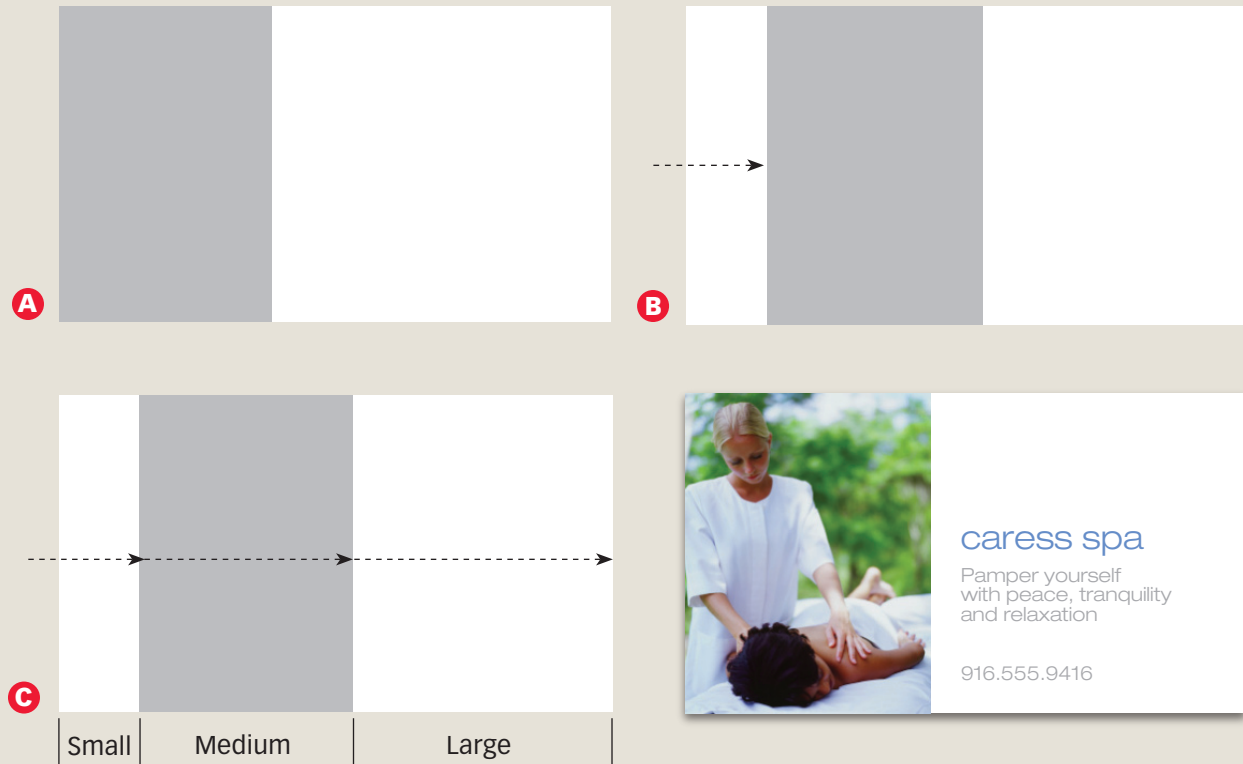 A
B
C
Small Medium Large
caress spa
Pamper yourself
with peace, tranquility
and relaxation
916.555.9416